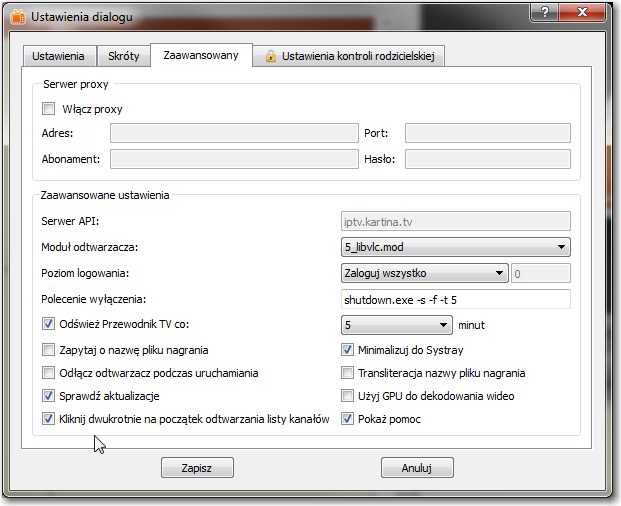 Ustawienia dialogu
Ustawienia Skróty Zaawansowany Ustawienia kontroli rodzicielskiej
Serwer proxy
Włącz proxy
Adres: Port:
Abonament: Hasło:
Zaawansowane ustawienia
Serwer API: iptv.kartina.tv
Moduł odtwarzacza: 5_libvlc.mod
Poziom logowania: Zaloguj wszystko 0
Polecenie wyłączenia: shutdown.exe -s -f -t 5
Odśwież Przewodnik TV co: 5 minut
Zapytaj o nazwę pliku nagrania Minimalizuj do Systray
Odłącz odtwarzacz podczas uruchamiania Transliteracja nazwy pliku nagrania
Sprawdź aktualizacje Użyj GPU do dekodowania wideo
Kliknij dwukrotnie na początek odtwarzania listy kanałów Pokaż pomoc
Zapisz Anuluj